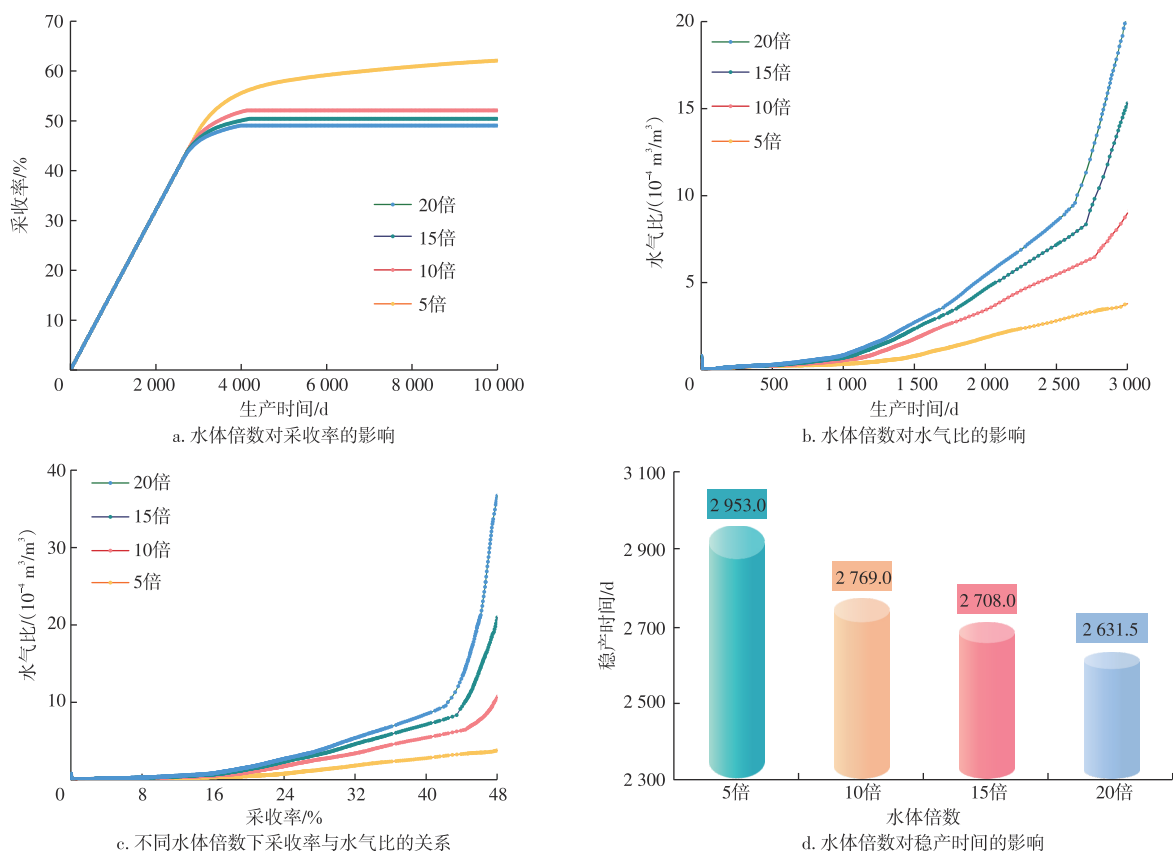 70
60
50
40
30
20
10
采收率/%
20倍
15倍
10倍
5倍
0
2 000
4 000
6 000
8 000
10 000
生产时间/d
a. 水体倍数对采收率的影响
20
15
10
5
水气比/(10⁻⁴ m³/m³)
20倍
15倍
10倍
5倍
0
500
1 000
1 500
2 000
2 500
3 000
生产时间/d
b. 水体倍数对水气比的影响
40
30
20
10
水气比/(10⁻⁴ m³/m³)
20倍
15倍
10倍
5倍
0
8
16
24
32
40
48
采收率/%
c. 不同水体倍数下采收率与水气比的关系
3 100
2 900
2 700
2 500
2 300
稳产时间/d
2 953.0
2 769.0
2 708.0
2 631.5
5倍
10倍
15倍
20倍
水体倍数
d. 水体倍数对稳产时间的影响